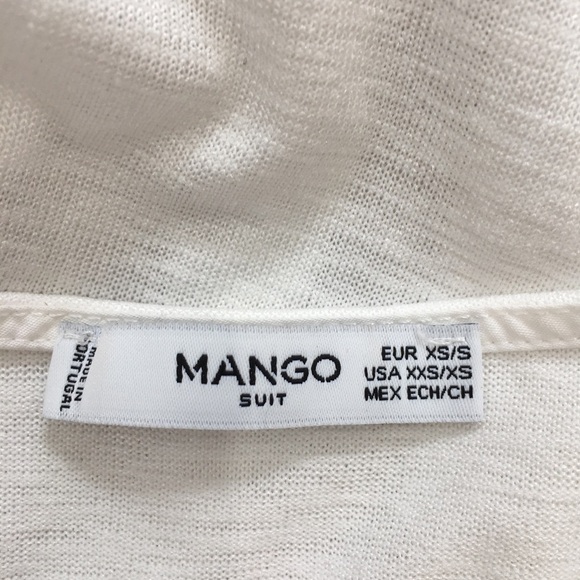 MADE IN
PORTUGAL
MANGO
SUIT
EUR XS/S
USA XXS/XS
MEX ECH/CH